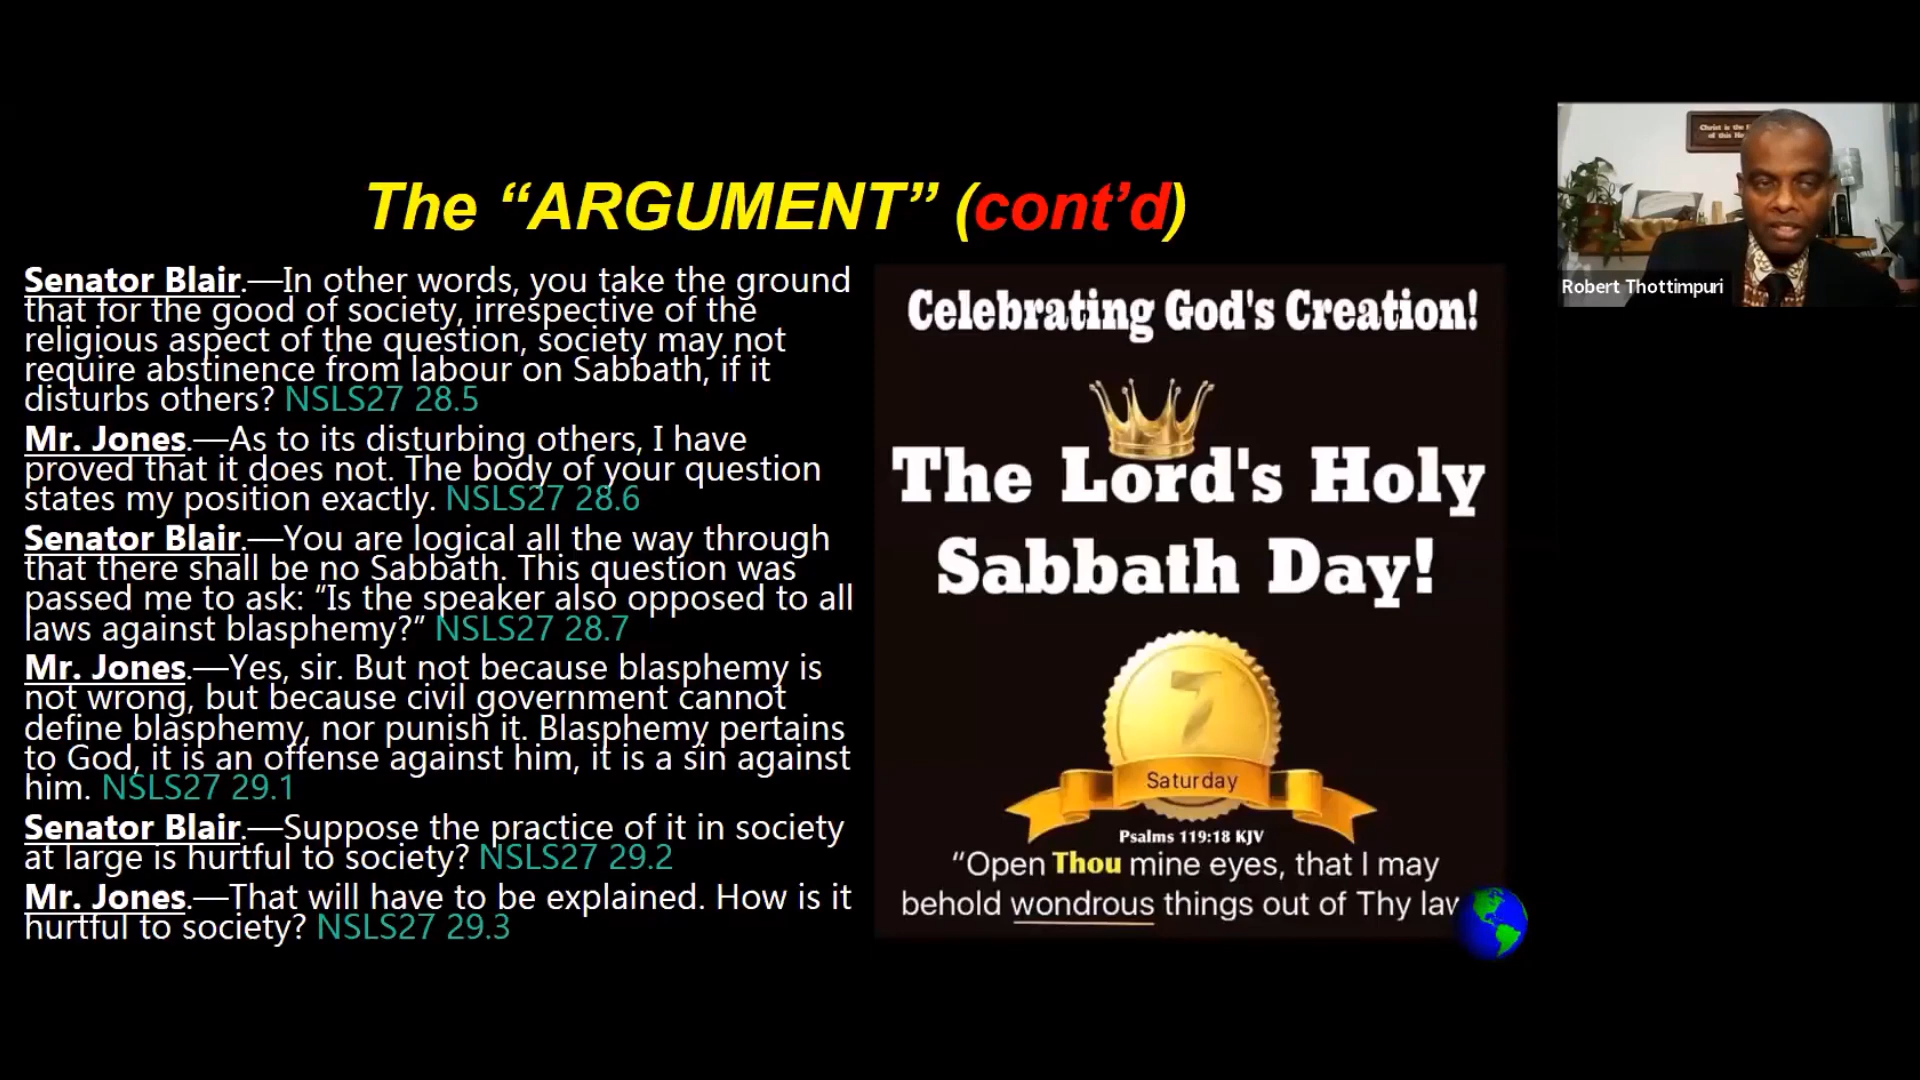 The “ARGUMENT” (cont’d)
Senator Blair.—In other words, you take the ground
that for the good of society, irrespective of the
religious aspect of the question, society may not
require abstinence from labour on Sabbath, if it
disturbs others? NSLS27 28.5
Mr. Jones.—As to its disturbing others, I have
proved that it does not. The body of your question
states my position exactly. NSLS27 28.6
Senator Blair.—You are logical all the way through
that there shall be no Sabbath. This question was
passed me to ask: “Is the speaker also opposed to all
laws against blasphemy?” NSLS27 28.7
Mr. Jones.—Yes, sir. But not because blasphemy is
not wrong, but because civil government cannot
define blasphemy, nor punish it. Blasphemy pertains
to God, it is an offense against him, it is a sin against
him. NSLS27 29.1
Senator Blair.—Suppose the practice of it in society
at large is hurtful to society? NSLS27 29.2
Mr. Jones.—That will have to be explained. How is it
hurtful to society? NSLS27 29.3
Celebrating God's Creation!
The Lord's Holy
Sabbath Day!
7
Saturday
Psalms 119:18 KJV
“Open Thou mine eyes, that I may
behold wondrous things out of Thy law
Christ is the
of this
Robert Thottimpuri